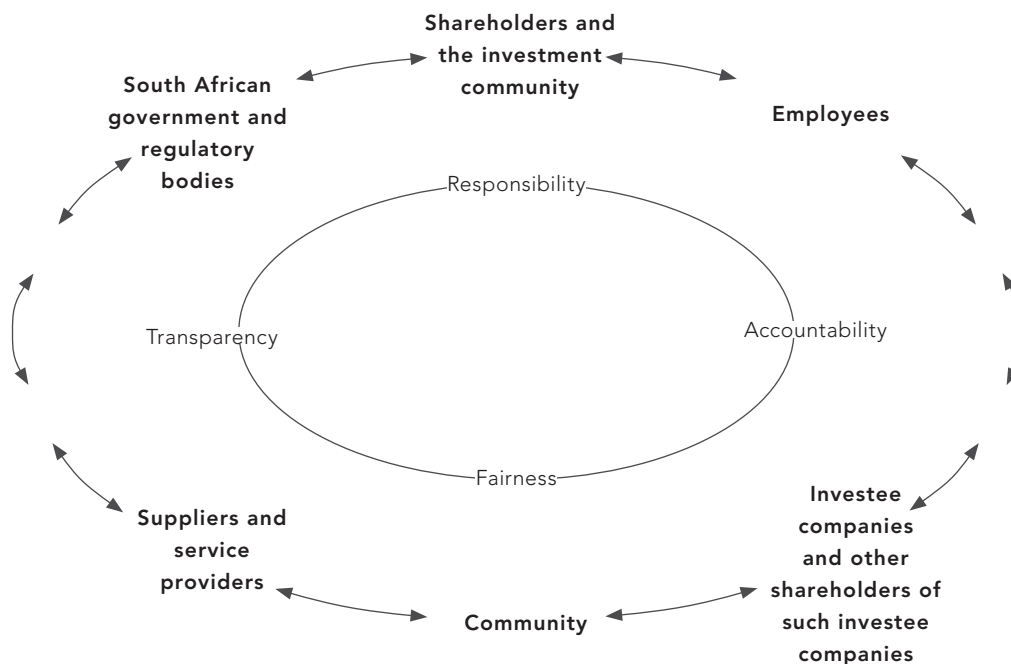 Shareholders and
the investment
community
South African
government and
regulatory
bodies
Employees
Responsibility
Transparency
Accountability
Fairness
Suppliers and
service
providers
Community
Investee
companies
and other
shareholders of
such investee
companies